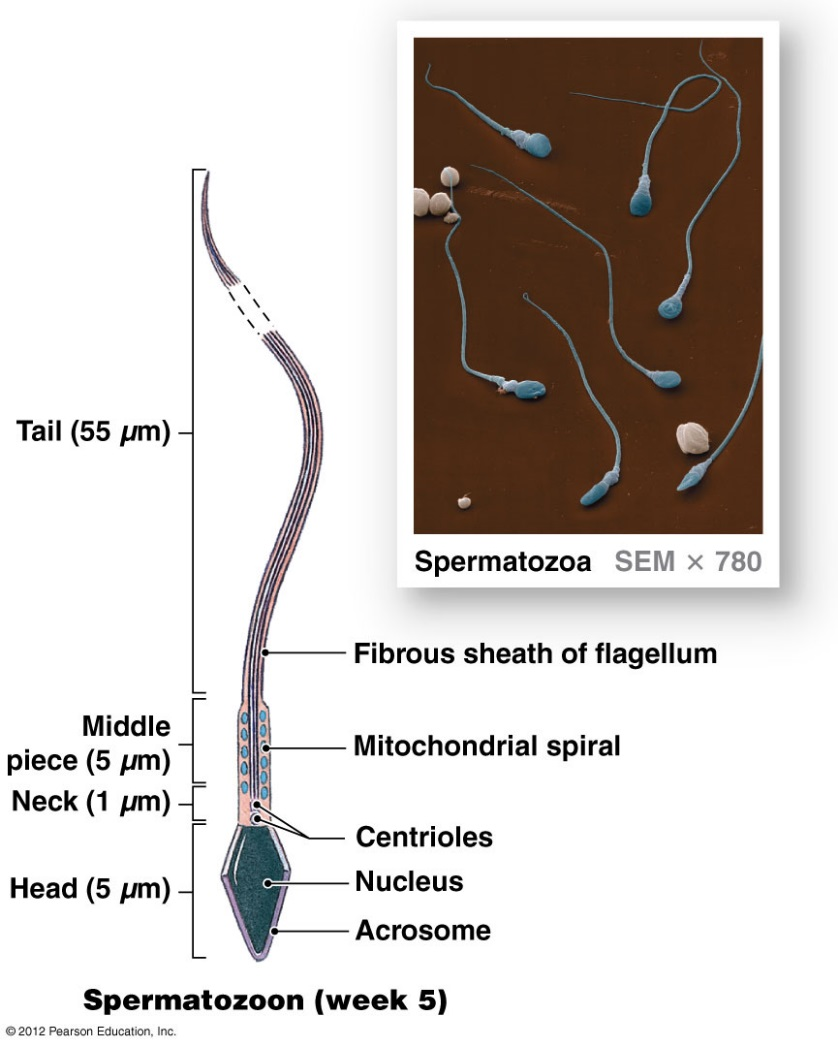 Spermatozoa SEM × 780
Tail (55 µm)
Fibrous sheath of flagellum
Middle
piece (5 µm)
Mitochondrial spiral
Neck (1 µm)
Centrioles
Head (5 µm)
Nucleus
Acrosome
Spermatozoon (week 5)
© 2012 Pearson Education, Inc.